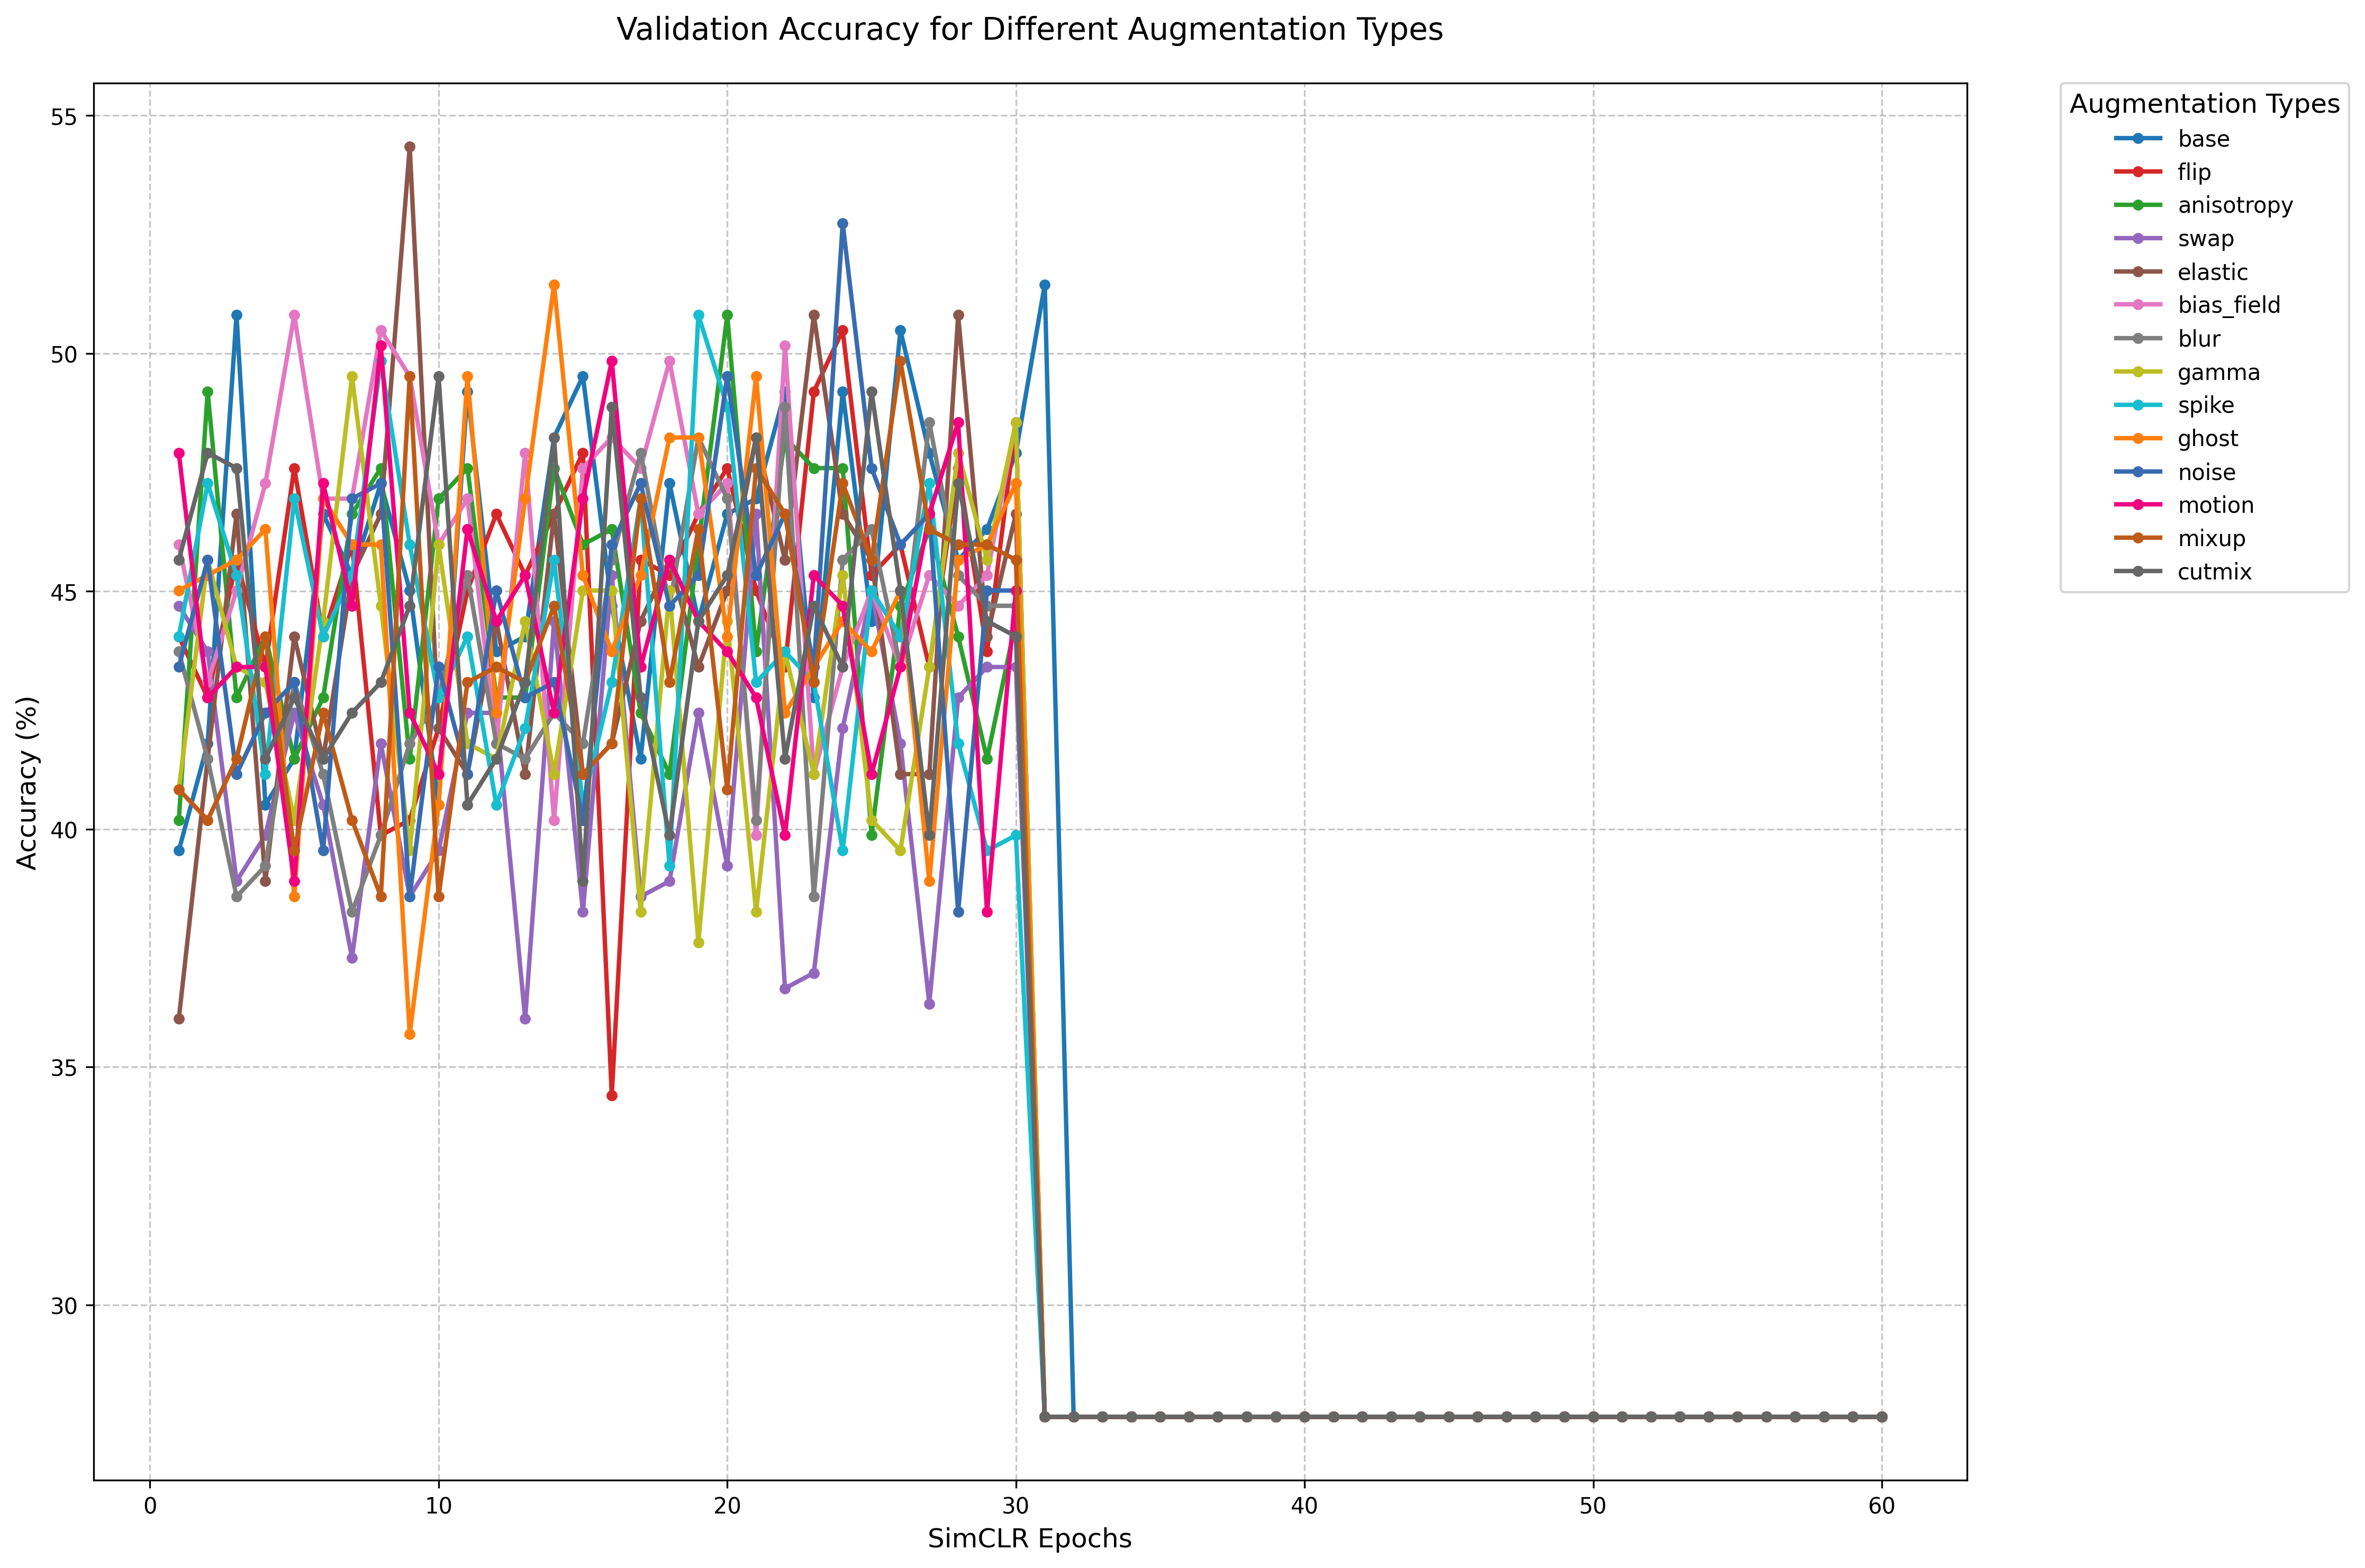 Validation Accuracy for Different Augmentation Types
Augmentation Types
base
flip
anisotropy
swap
elastic
bias_field
blur
gamma
spike
ghost
noise
motion
mixup
cutmix
Accuracy (%)
55
50
45
40
35
30
0 10 20 30 40 50 60
SimCLR Epochs